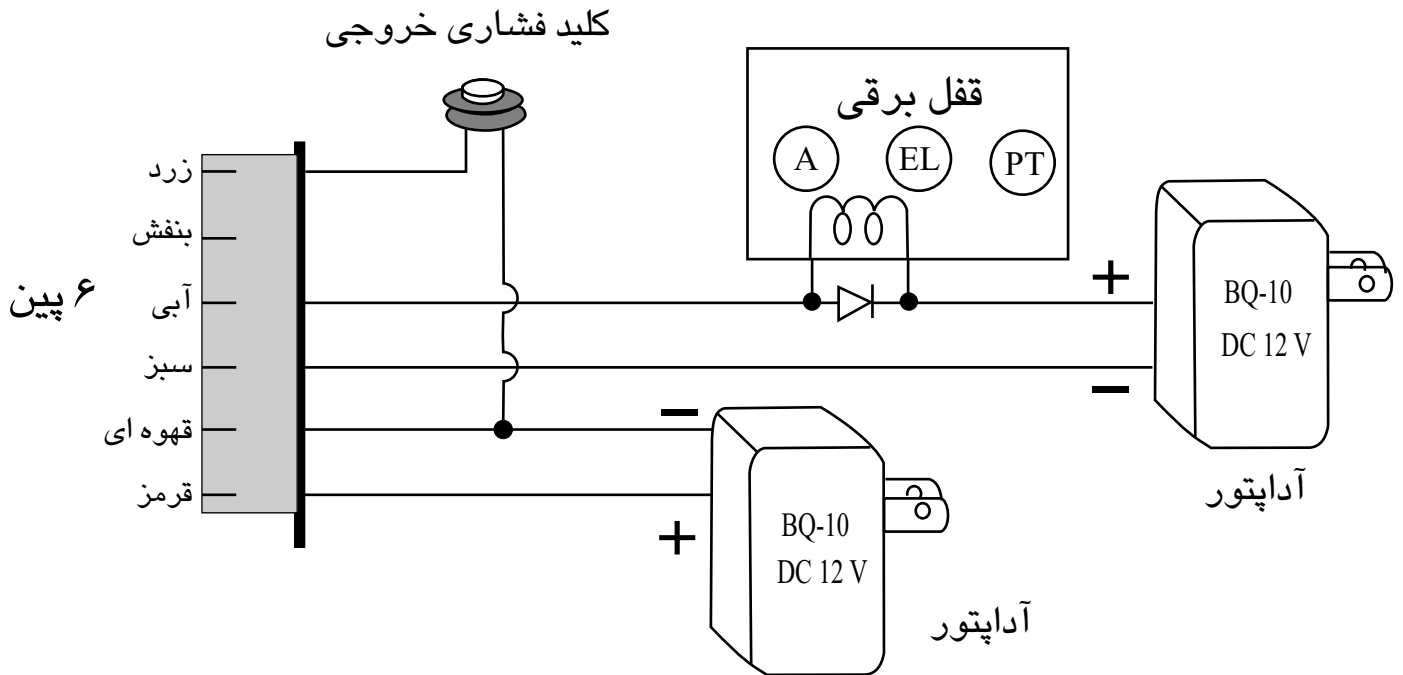 کلید فشاری خروجی
قفل برقی
A EL PT
زرد
بنفش
آبی
سبز
قهوه ای
قرمز
۶ پین
+
−
BQ-10
DC 12 V
آداپتور
−
+
BQ-10
DC 12 V
آداپتور